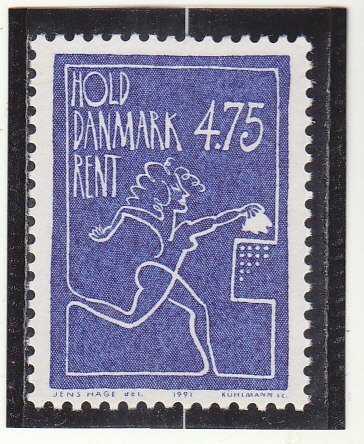 HOLD
DANMARK 4.75
RENT
JENS HAGE del. 1991 KUHLMANN sc.